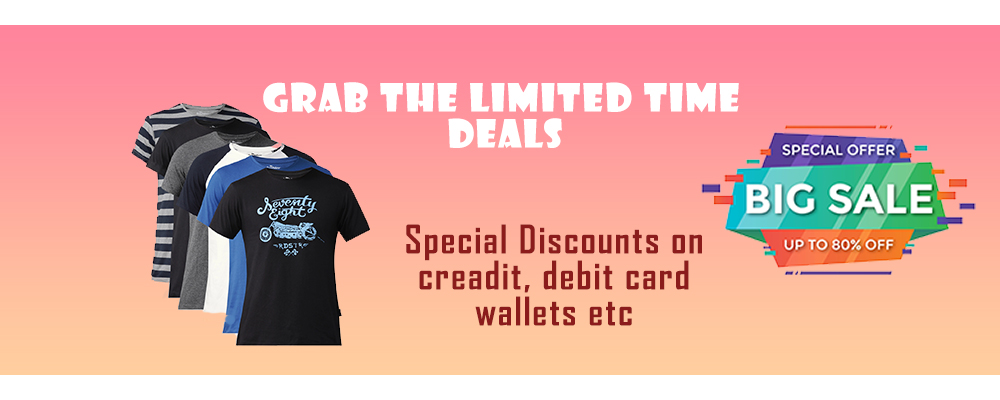 GRAB THE LIMITED TIME
DEALS
SPECIAL OFFER
BIG SALE
UP TO 80% OFF
Seventy
Eight
RDSTR
Special Discounts on
creadit, debit card
wallets etc